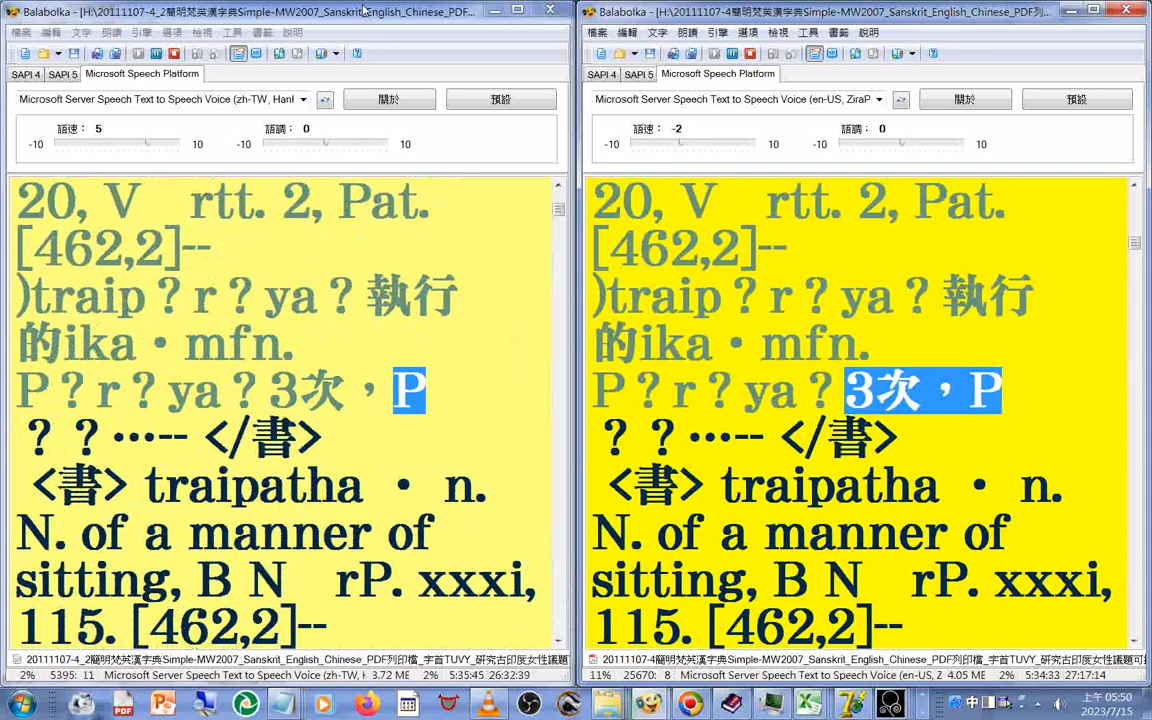 Balabolka - [H:\20111107-4_2簡明梵英漢字典Simple-MW2007_Sanskrit_English_Chinese_PDF...
檔案 編輯 文字 朗讀 引擎 選項 檢視 工具 書籤 說明
SAPI 4 SAPI 5 Microsoft Speech Platform
Microsoft Server Speech Text to Speech Voice (zh-TW, Hanl
關於 預設
語速： 5 語調： 0
-10 10 -10 10
20, V rtt. 2, Pat.
[462,2]--
)traip？r？ya？執行
的ika・mfn.
P？r？ya？3次，P
？？…-- </書>
<書> traipatha ・ n.
N. of a manner of
sitting, B N rP. xxxi,
115. [462,2]--
20111107-4_2簡明梵英漢字典Simple-MW2007_Sanskrit_English_Chinese_PDF列印檔_字首TUVY_研究古印度女性議題
2% 5395: 11 Microsoft Server Speech Text to Speech Voice (zh-TW, H 3.72 MB 2% 5:35:45 26:32:39
Balabolka - [H:\20111107-4簡明梵英漢字典Simple-MW2007_Sanskrit_English_Chinese_PDF列...
檔案 編輯 文字 朗讀 引擎 選項 檢視 工具 書籤 說明
SAPI 4 SAPI 5 Microsoft Speech Platform
Microsoft Server Speech Text to Speech Voice (en-US, ZiraP
關於 預設
語速： -2 語調： 0
-10 10 -10 10
20, V rtt. 2, Pat.
[462,2]--
)traip？r？ya？執行
的ika・mfn.
P？r？ya？3次，P
？？…-- </書>
<書> traipatha ・ n.
N. of a manner of
sitting, B N rP. xxxi,
115. [462,2]--
20111107-4簡明梵英漢字典Simple-MW2007_Sanskrit_English_Chinese_PDF列印檔_字首TUVY_研究古印度女性議題可
11% 25670: 8 Microsoft Server Speech Text to Speech Voice (en-US, Z 4.05 MB 2% 5:34:33 27:17:14
中
上午 05:50
2023/7/15